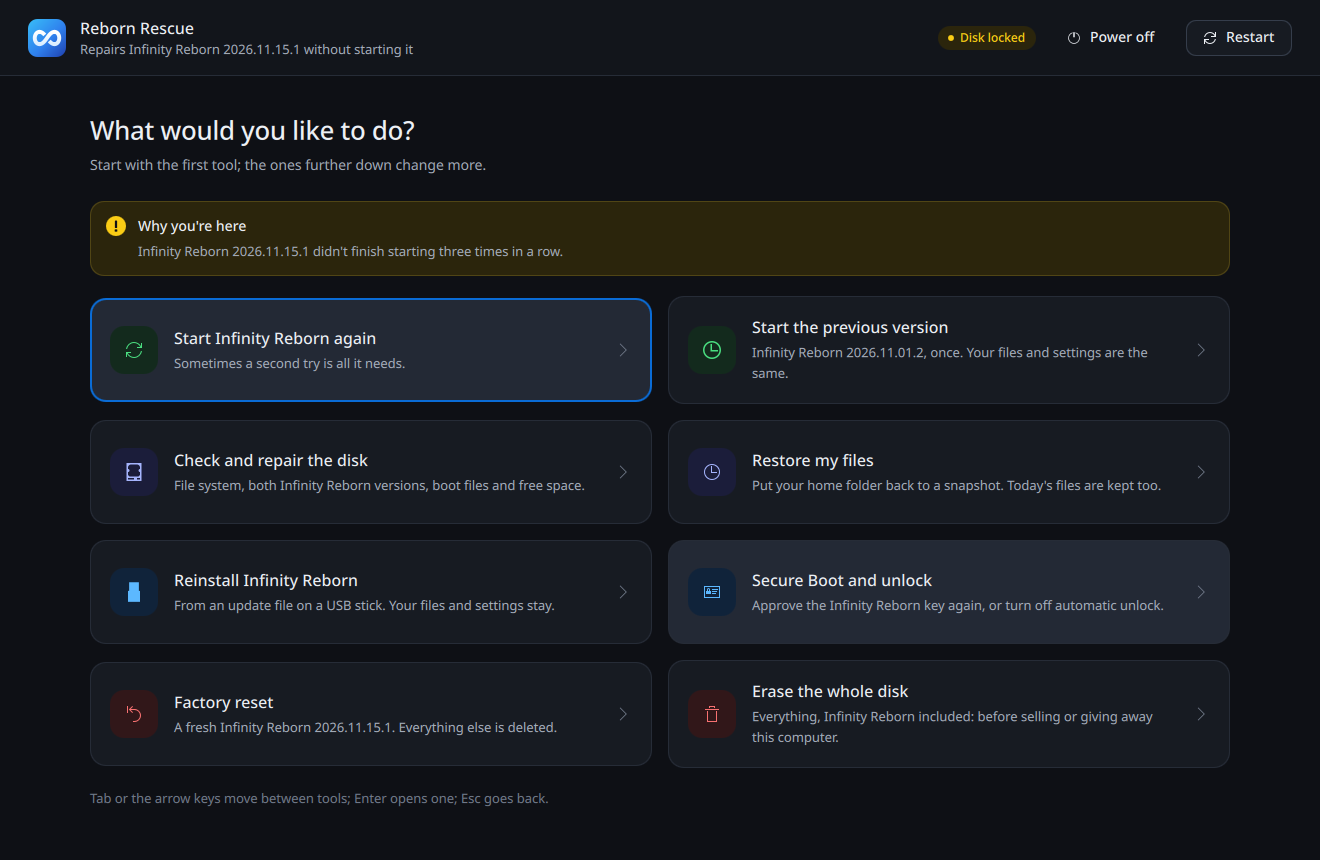 Reborn Rescue
Repairs Infinity Reborn 2026.11.15.1 without starting it
Disk locked
Power off
Restart
What would you like to do?
Start with the first tool; the ones further down change more.
Why you're here
Infinity Reborn 2026.11.15.1 didn't finish starting three times in a row.
Start Infinity Reborn again
Sometimes a second try is all it needs.
Start the previous version
Infinity Reborn 2026.11.01.2, once. Your files and settings are the
same.
Check and repair the disk
File system, both Infinity Reborn versions, boot files and free space.
Restore my files
Put your home folder back to a snapshot. Today's files are kept too.
Reinstall Infinity Reborn
From an update file on a USB stick. Your files and settings stay.
Secure Boot and unlock
Approve the Infinity Reborn key again, or turn off automatic unlock.
Factory reset
A fresh Infinity Reborn 2026.11.15.1. Everything else is deleted.
Erase the whole disk
Everything, Infinity Reborn included: before selling or giving away
this computer.
Tab or the arrow keys move between tools; Enter opens one; Esc goes back.